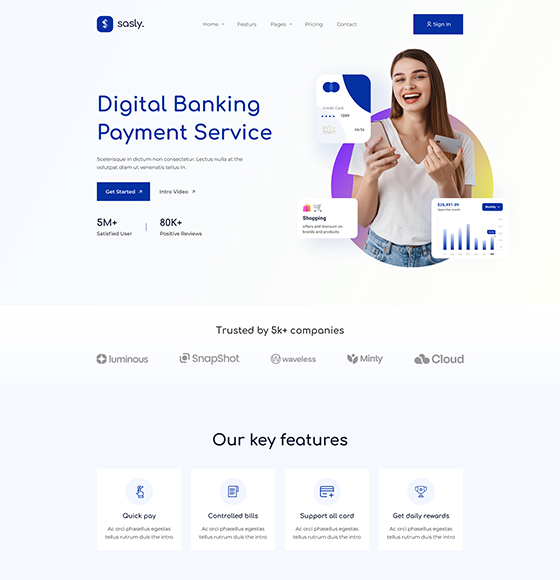 sasly.
Home
Featurs
Pages
Pricing
Contact
Sign In
Digital Banking
Payment Service
Scelerisque in dictum non consectetur. Lectus nulla at the
volutpat diam ut venenatis tellus in.
Get Started
Intro Video
5M+
Satisfied User
80K+
Positive Reviews
Credit Card
1289
09/25
Shopping
offers and discount on
brands and products.
Monthly
Spent this month
Trusted by 5k+ companies
luminous
SnapShot
waveless
Minty
Cloud
Our key features
Quick pay
Ac orci phasellus egestas
tellus rutrum duis the intro
Controlled bills
Ac orci phasellus egestas
tellus rutrum duis the intro
Support all card
Ac orci phasellus egestas
tellus rutrum duis the intro
Get daily rewards
Ac orci phasellus egestas
tellus rutrum duis the intro